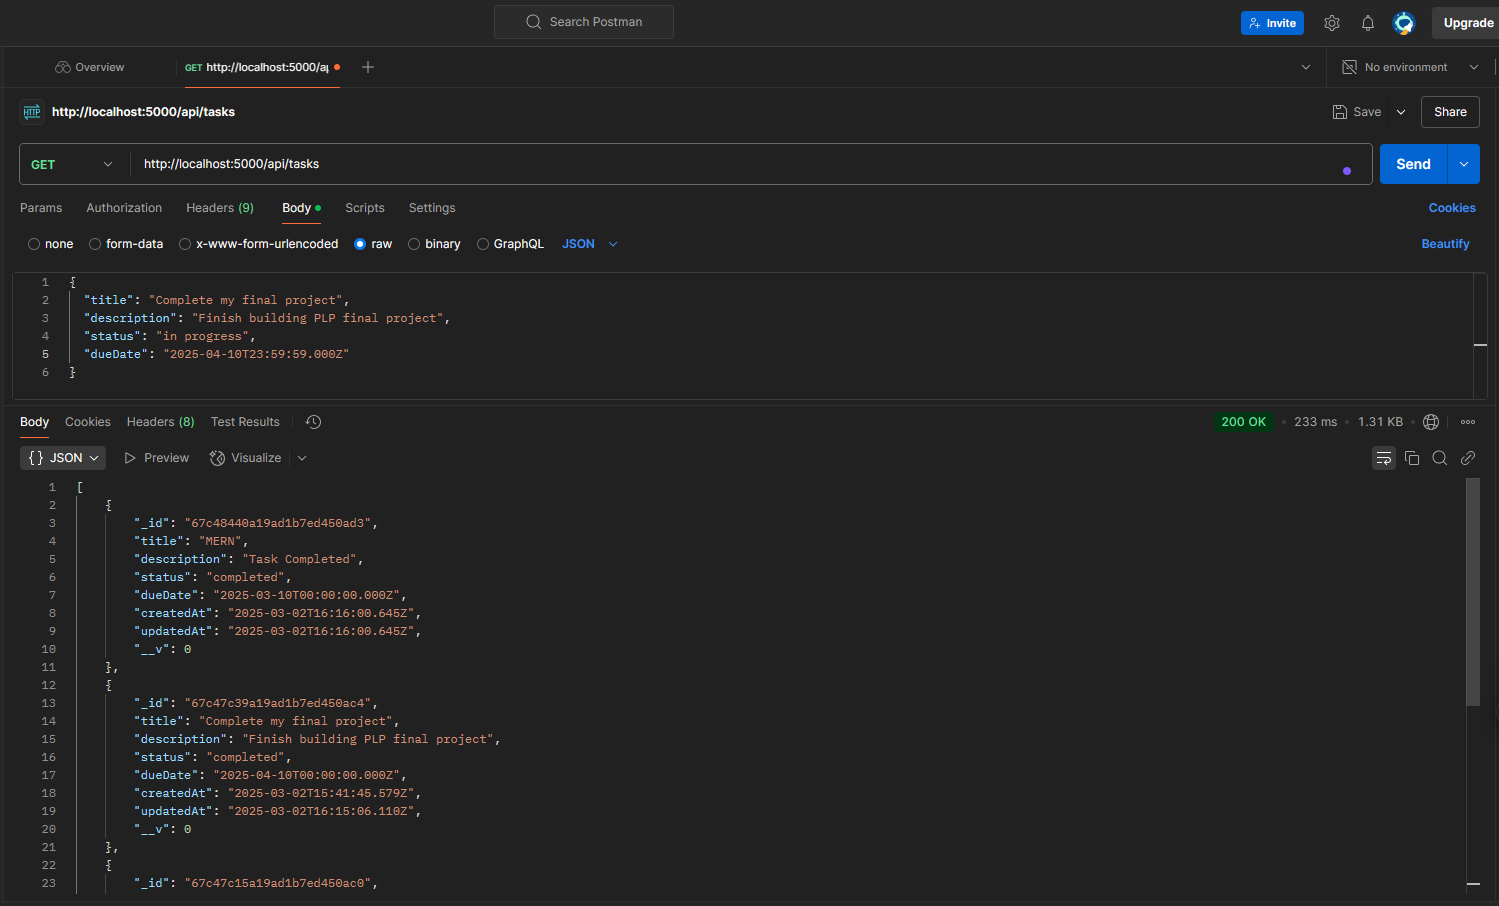 Search Postman
Invite
Upgrade
Overview
GET http://localhost:5000/a
No environment
HTTP http://localhost:5000/api/tasks
Save
Share
GET
http://localhost:5000/api/tasks
Send
Params Authorization Headers (9) Body Scripts Settings
Cookies
none form-data x-www-form-urlencoded raw binary GraphQL JSON
Beautify
1 {
2 "title": "Complete my final project",
3 "description": "Finish building PLP final project",
4 "status": "in progress",
5 "dueDate": "2025-04-10T23:59:59.000Z"
6 }
Body Cookies Headers (8) Test Results
200 OK • 233 ms • 1.31 KB
{} JSON Preview Visualize
1 [
2 {
3 "_id": "67c48440a19ad1b7ed450ad3",
4 "title": "MERN",
5 "description": "Task Completed",
6 "status": "completed",
7 "dueDate": "2025-03-10T00:00:00.000Z",
8 "createdAt": "2025-03-02T16:16:00.645Z",
9 "updatedAt": "2025-03-02T16:16:00.645Z",
10 "__v": 0
11 },
12 {
13 "_id": "67c47c39a19ad1b7ed450ac4",
14 "title": "Complete my final project",
15 "description": "Finish building PLP final project",
16 "status": "completed",
17 "dueDate": "2025-04-10T00:00:00.000Z",
18 "createdAt": "2025-03-02T15:41:45.579Z",
19 "updatedAt": "2025-03-02T16:15:06.110Z",
20 "__v": 0
21 },
22 {
23 "_id": "67c47c15a19ad1b7ed450ac0",